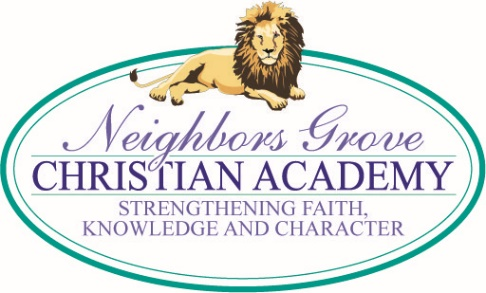 Neighbors Grove
CHRISTIAN ACADEMY
STRENGTHENING FAITH,
KNOWLEDGE AND CHARACTER